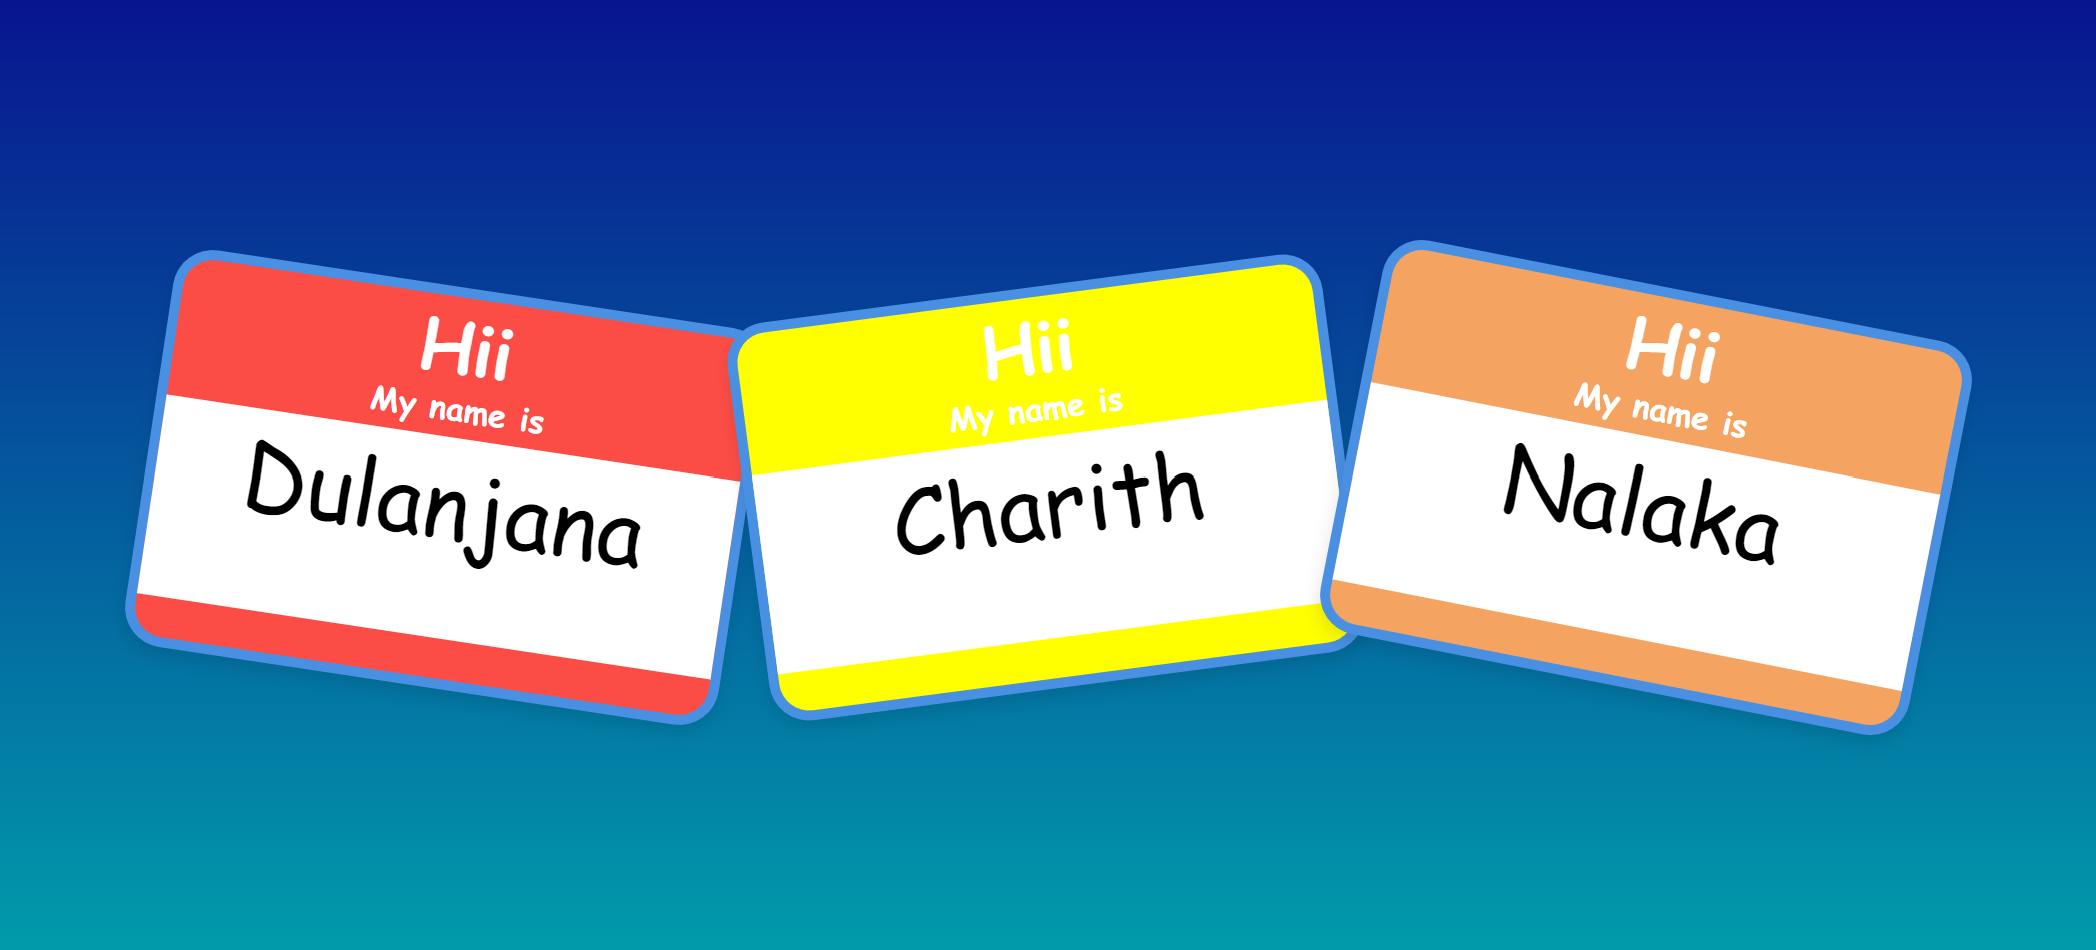 Hii
My name is
Dulanjana
Hii
My name is
Charith
Hii
My name is
Nalaka